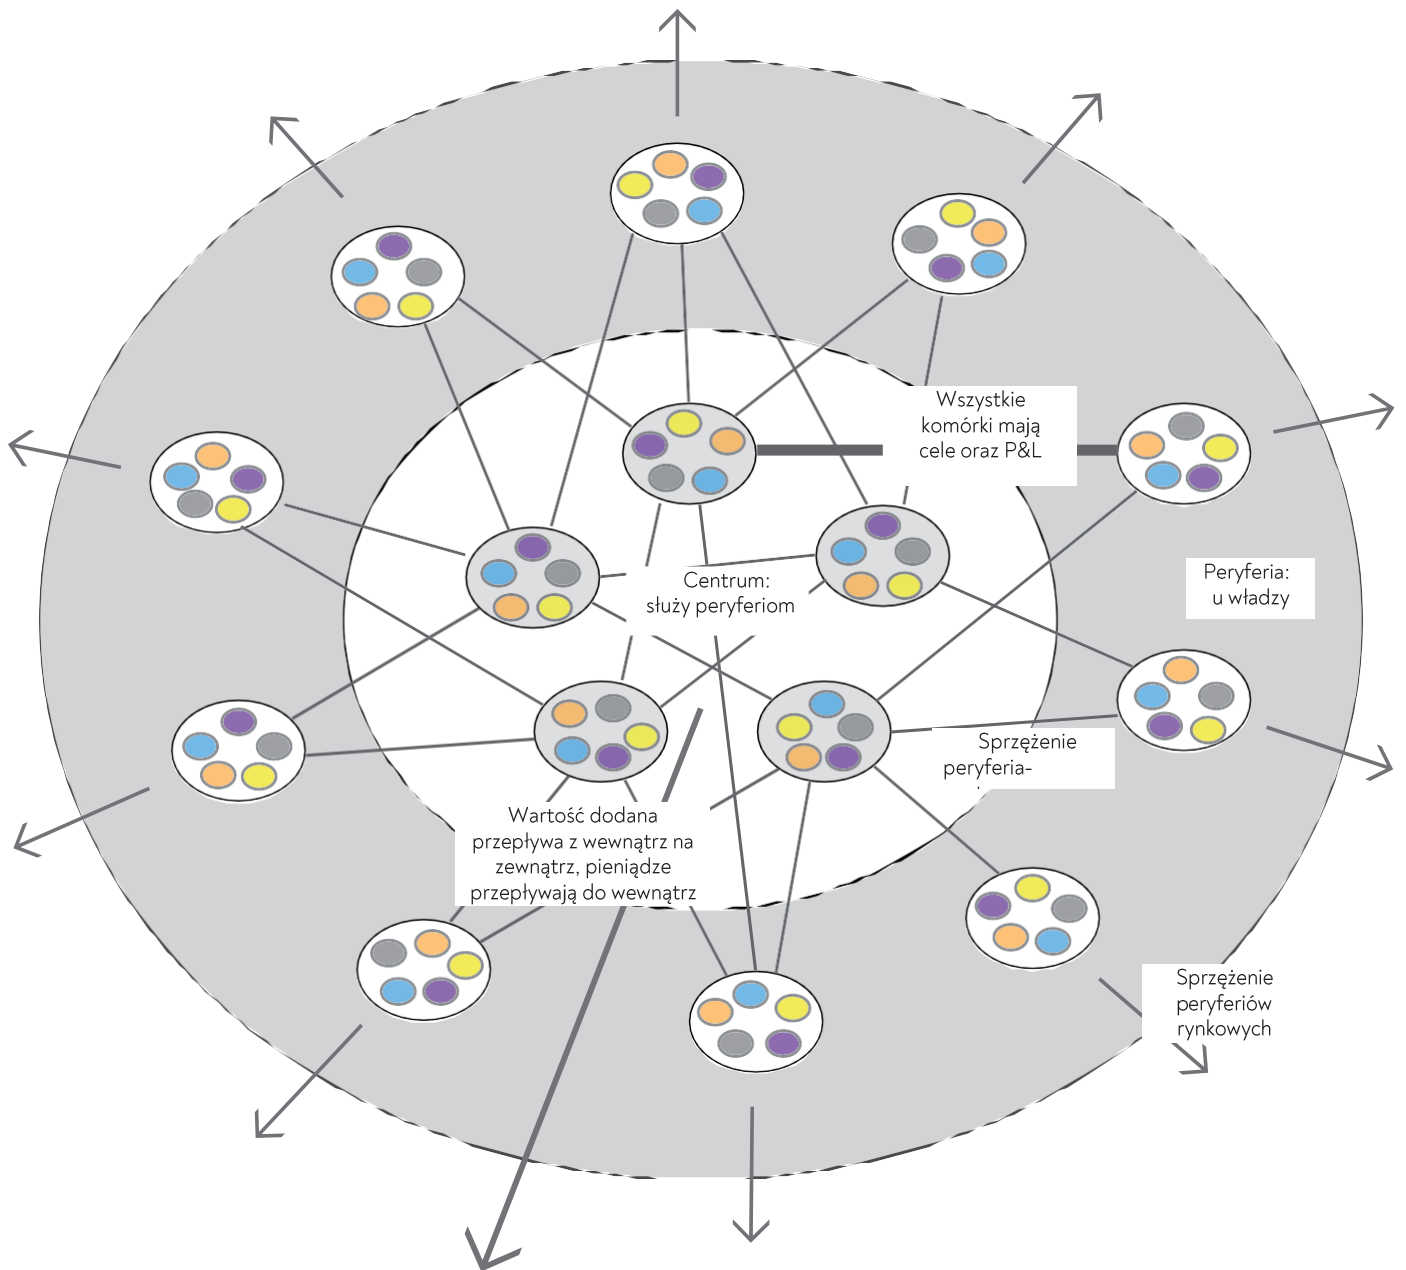 Wszystkie
komórki mają
cele oraz P&L
Centrum:
służy peryferiom
Peryferia:
u władzy
Sprzężenie
peryferia-
Wartość dodana
przepływa z wewnątrz na
zewnątrz, pieniądze
przepływają do wewnątrz
Sprzężenie
peryferiów
rynkowych